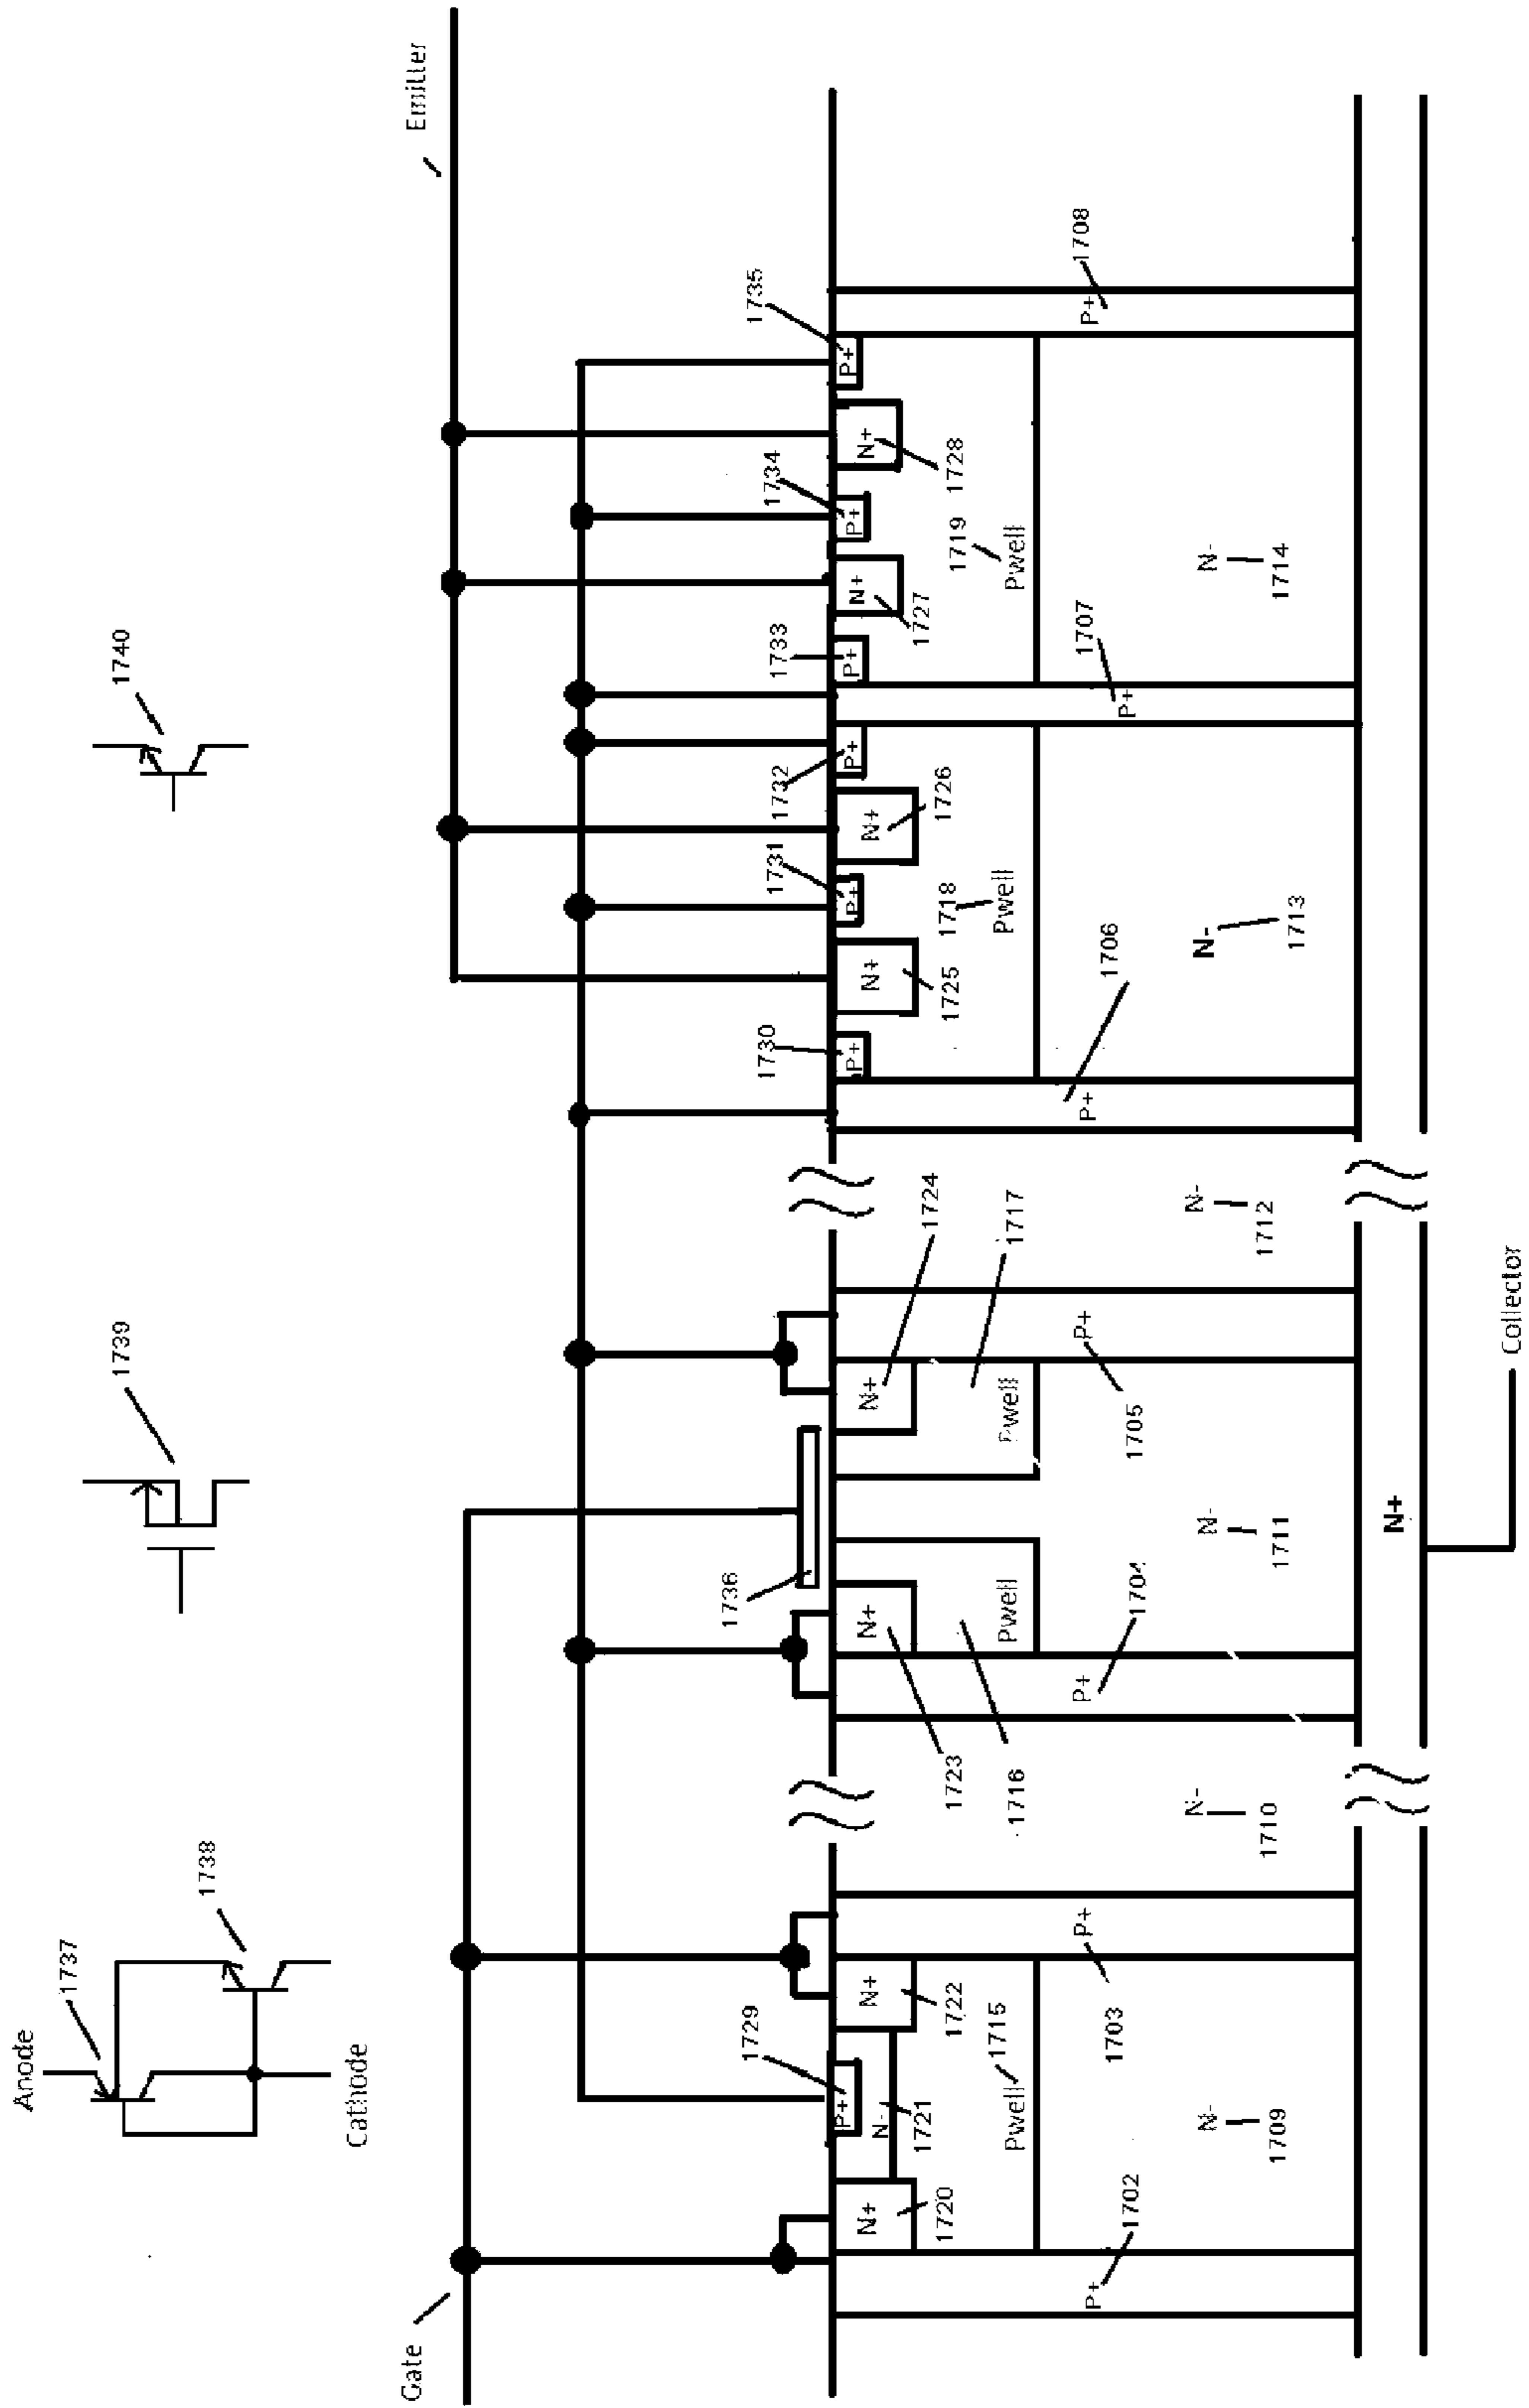 Anode
1737
1738
1739
1740
Cathode
Gate
Emitter
1729
1736
1730
1731
1732
1733
1734
1735
N+
P+
N+
N+
N+
P+
N+
P+
N+
P+
P+
N+
P+
N+
P+
N-
1720
1721
1722
1723
1724
1725
1726
1727
1728
Pwell
1715
1716
Pwell
Pwell
1717
1718
Pwell
1719
Pwell
P+
1702
P+
1703
P+
1704
P+
1705
P+
1706
P+
1707
P+
1708
N-
1709
N-
1710
N-
1711
N-
1712
N-
1713
N-
1714
N+
Collector